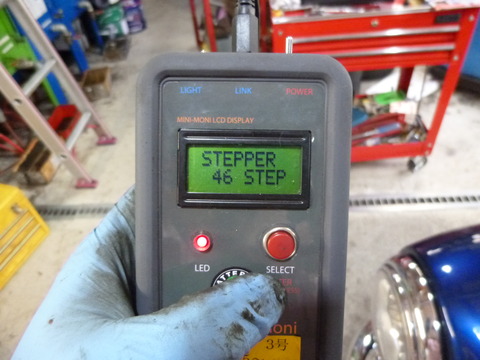 LIGHT LINK POWER
MINI-MONI LCD DISPLAY
STEPPER
46 STEP
LED SELECT
3号